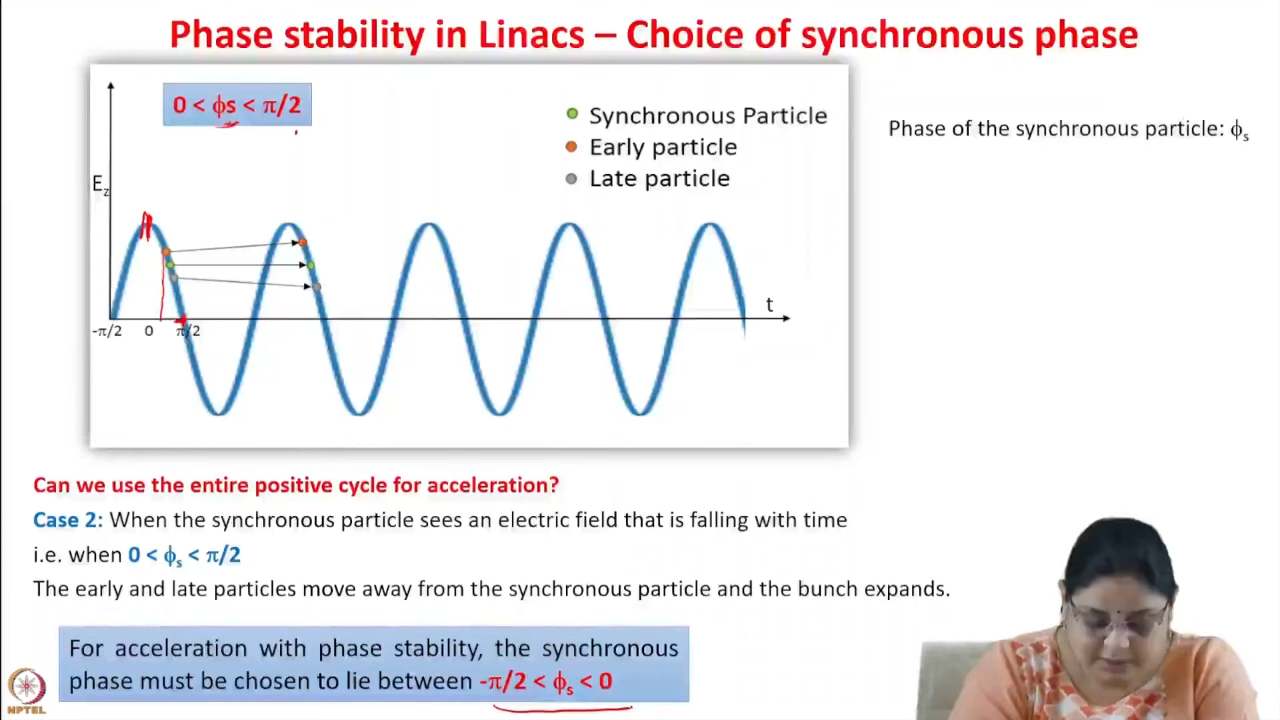 Phase stability in Linacs – Choice of synchronous phase
0 < ϕs < π/2
Synchronous Particle
Early particle
Late particle
Phase of the synchronous particle: ϕₛ
E_z
t
-π/2 0 π/2
Can we use the entire positive cycle for acceleration?
Case 2: When the synchronous particle sees an electric field that is falling with time
i.e. when 0 < ϕₛ < π/2
The early and late particles move away from the synchronous particle and the bunch expands.
For acceleration with phase stability, the synchronous
phase must be chosen to lie between -π/2 < ϕₛ < 0
NPTEL